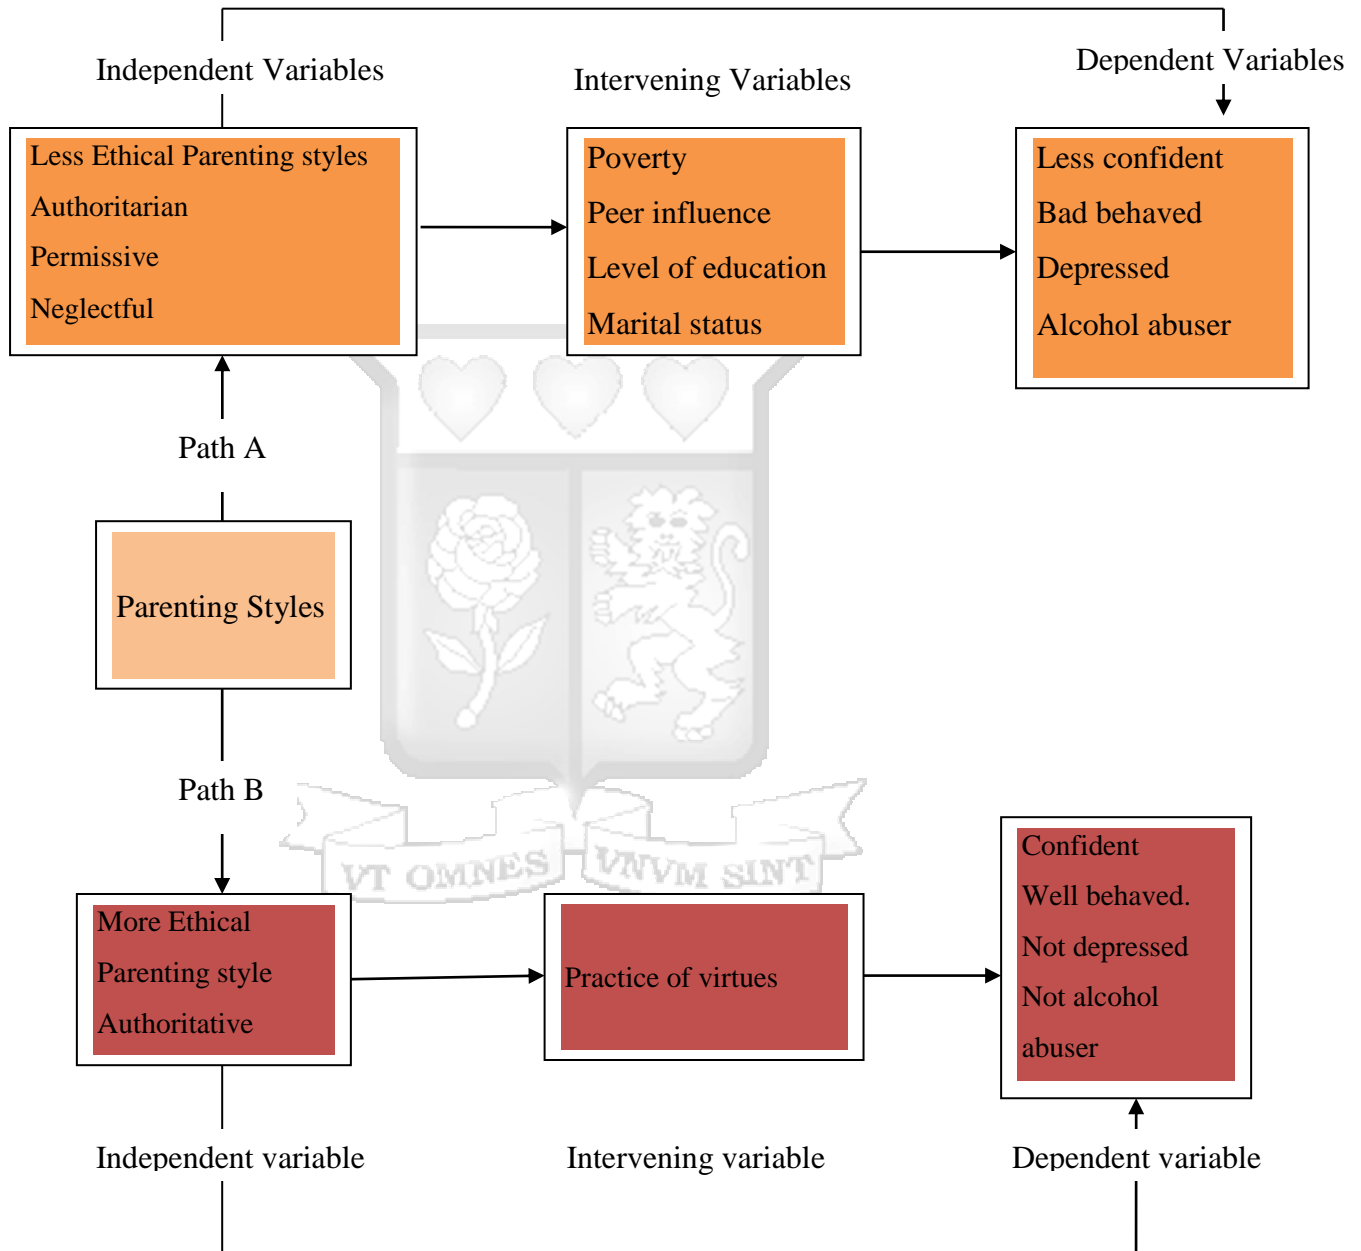 Independent Variables
Intervening Variables
Dependent Variables
Less Ethical Parenting styles
Authoritarian
Permissive
Neglectful
Poverty
Peer influence
Level of education
Marital status
Less confident
Bad behaved
Depressed
Alcohol abuser
Path A
Parenting Styles
Path B
VT OMNES VNVM SINT
More Ethical
Parenting style
Authoritative
Practice of virtues
Confident
Well behaved.
Not depressed
Not alcohol
abuser
Independent variable
Intervening variable
Dependent variable